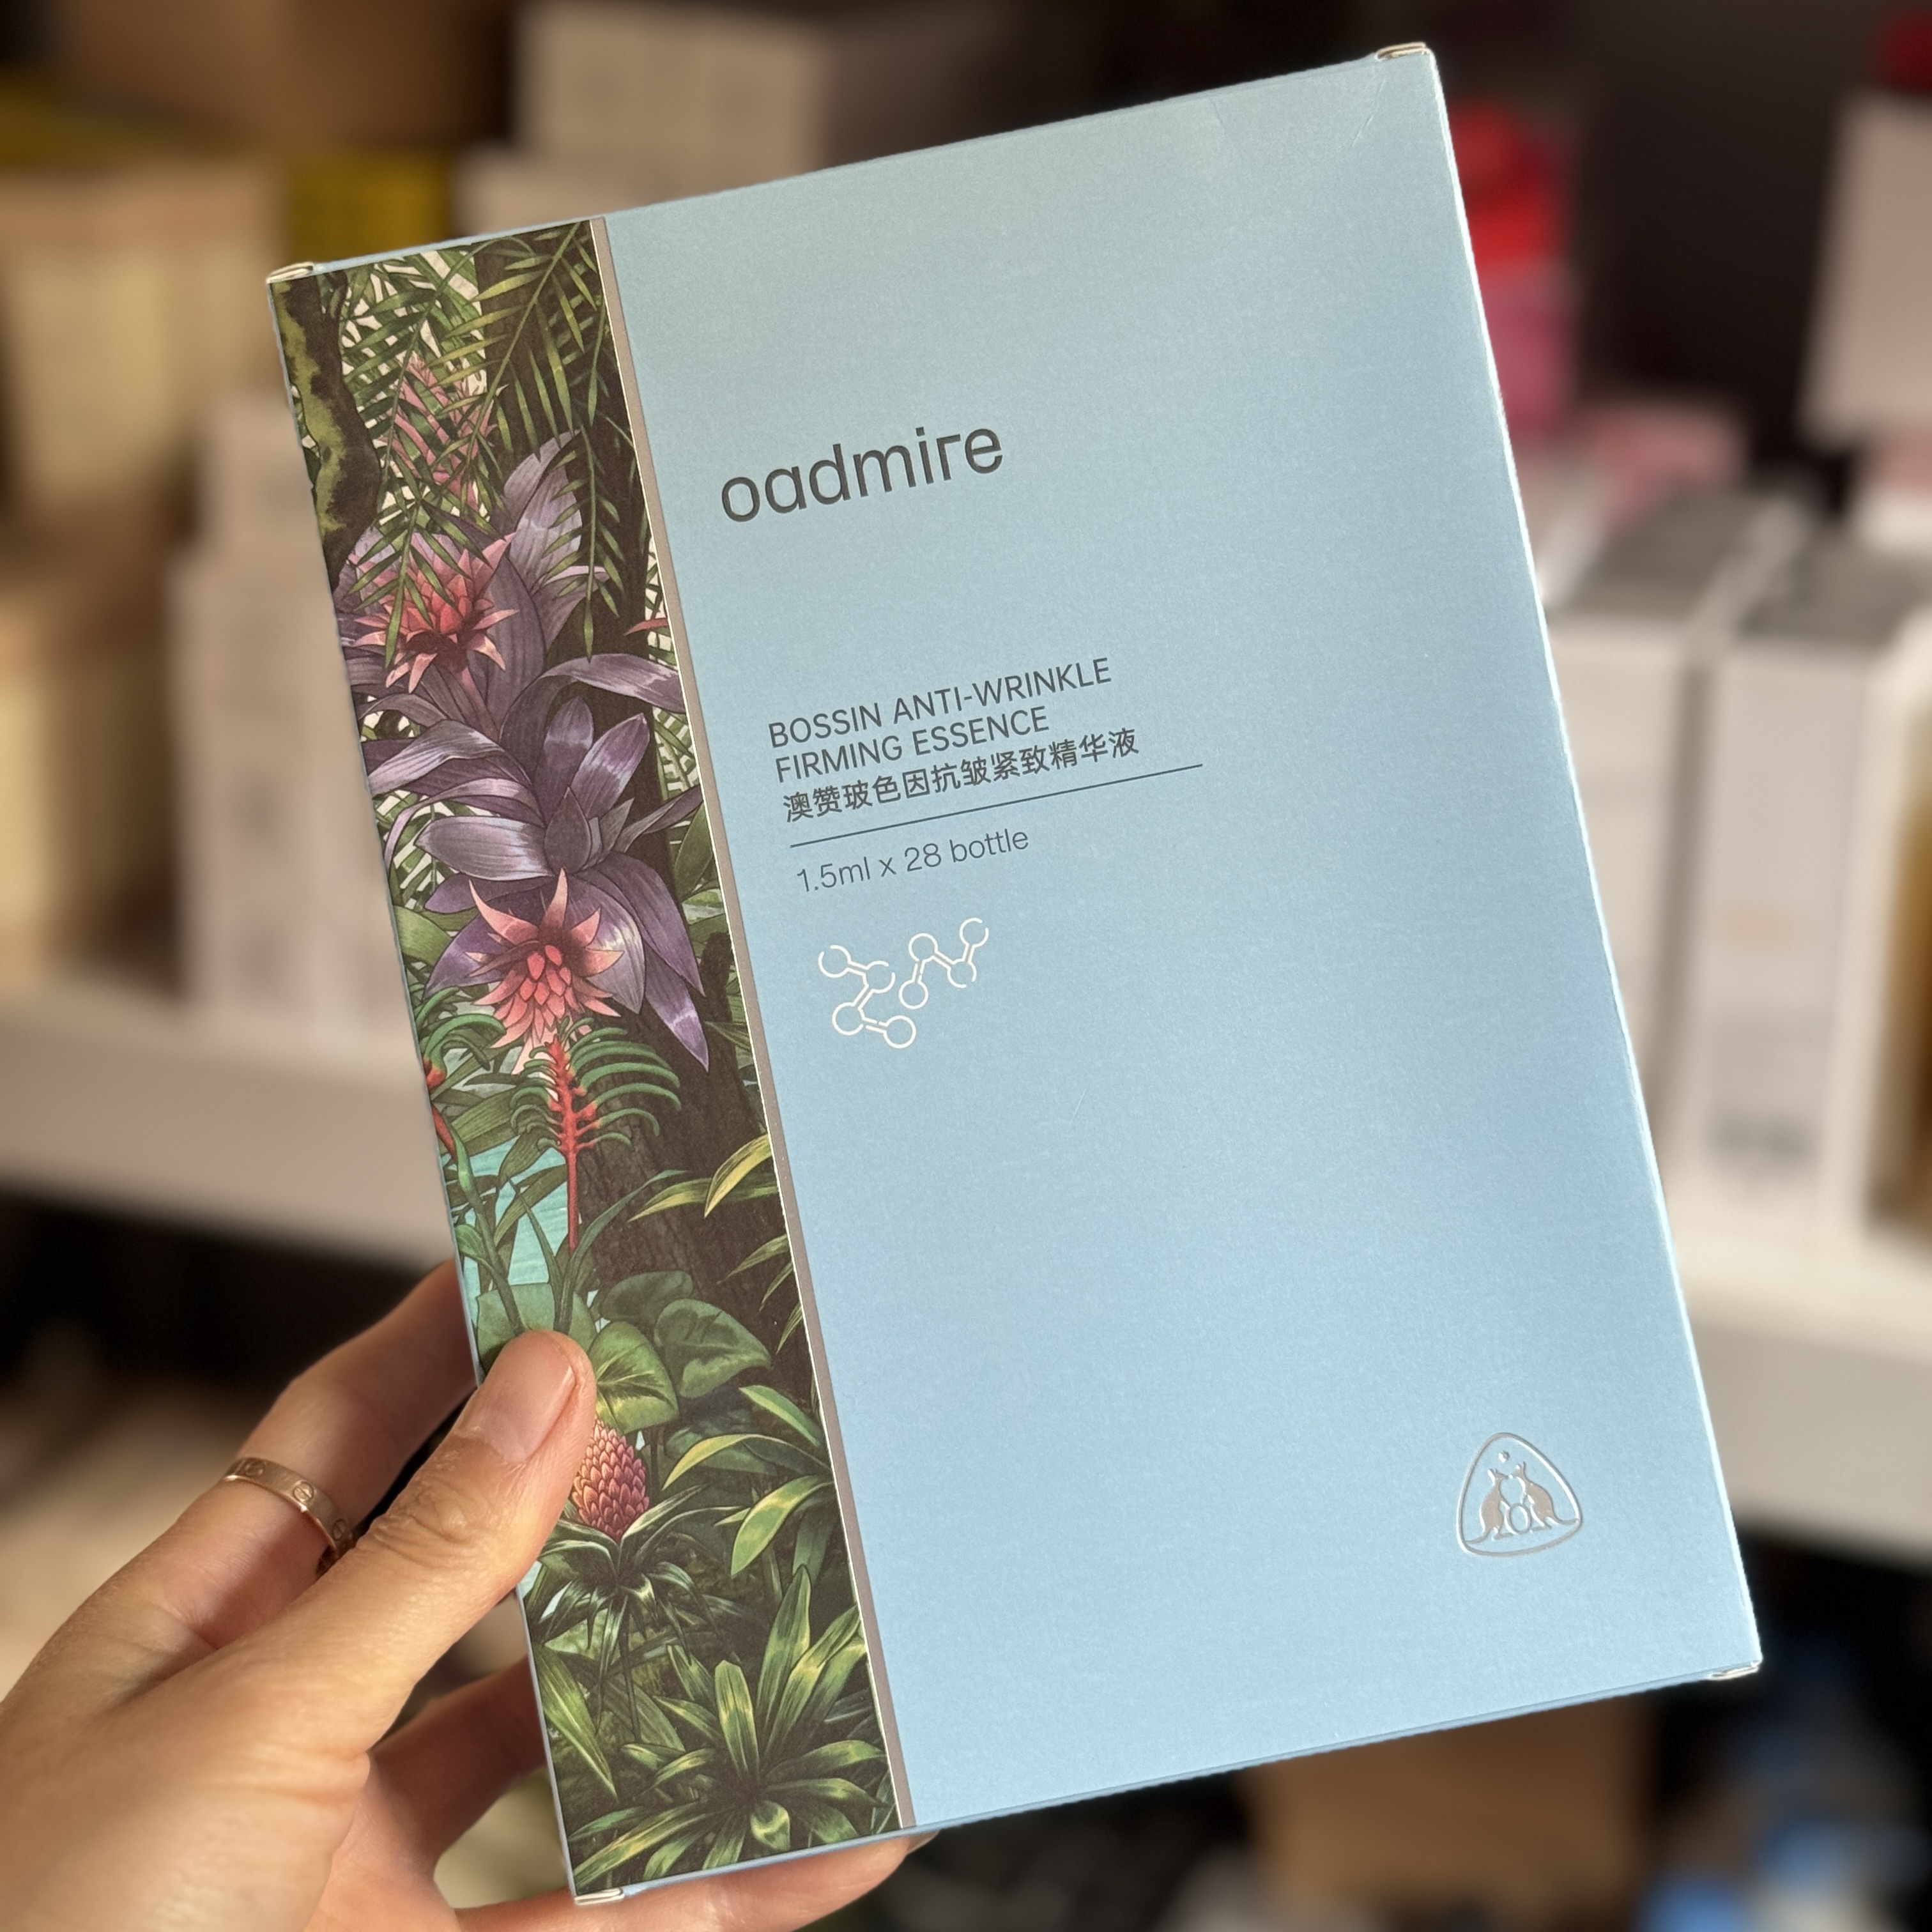 oadmire
BOSSIN ANTI-WRINKLE
FIRMING ESSENCE
澳赞玻色因抗皱紧致精华液
1.5ml x 28 bottle